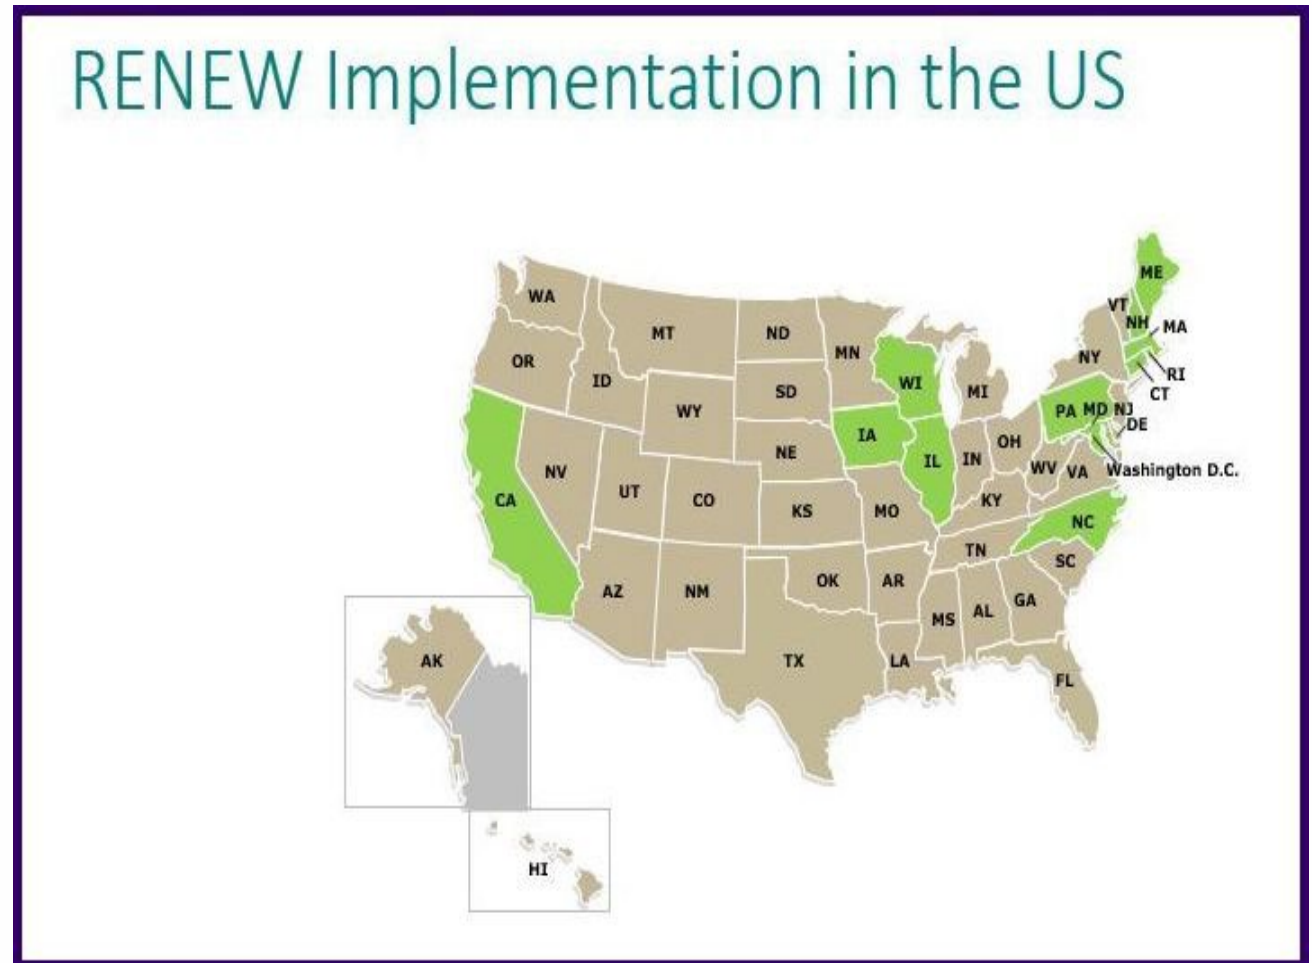 RENEW Implementation in the US
ME
WA
VT
MT
ND
NH
MA
MN
OR
NY
ID
WI
RI
SD
MI
CT
WY
PA
MD
NJ
DE
IA
OH
NE
IL
IN
NV
WV
VA
Washington D.C.
UT
CO
CA
KS
MO
KY
NC
TN
SC
OK
AR
AZ
NM
GA
MS
AL
AK
TX
LA
FL
HI